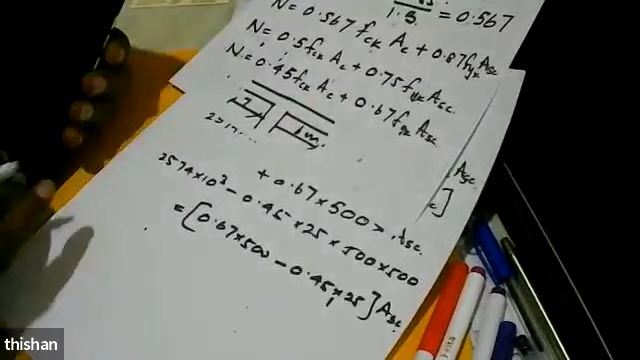 1.5 = 0.567
N = 0.567 fck Ac + 0.87 fyk Asc
N = 0.5 fck Ac + 0.75 fyk Asc.
N = 0.45 fck Ac + 0.67 fyk Asc
Asc
+ 0.67 × 500 × Asc.
2574 × 10³ - 0.45 × 25 × 500 × 500
= [0.67 × 500 - 0.45 × 25] Asc
thishan